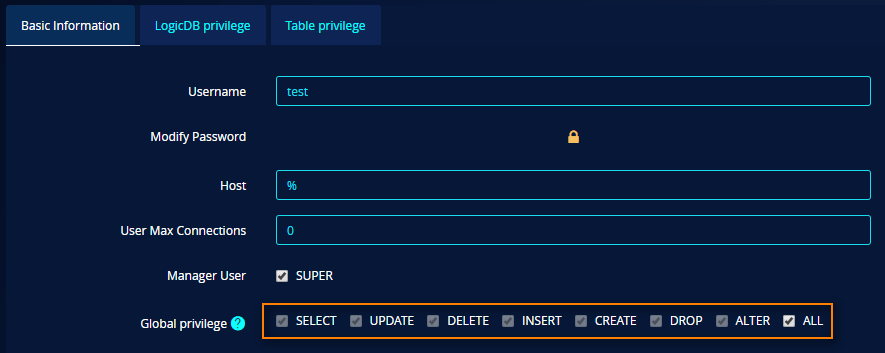 Basic Information LogicDB privilege Table privilege
Username test
Modify Password
Host %
User Max Connections 0
Manager User SUPER
Global privilege ? SELECT UPDATE DELETE INSERT CREATE DROP ALTER ALL